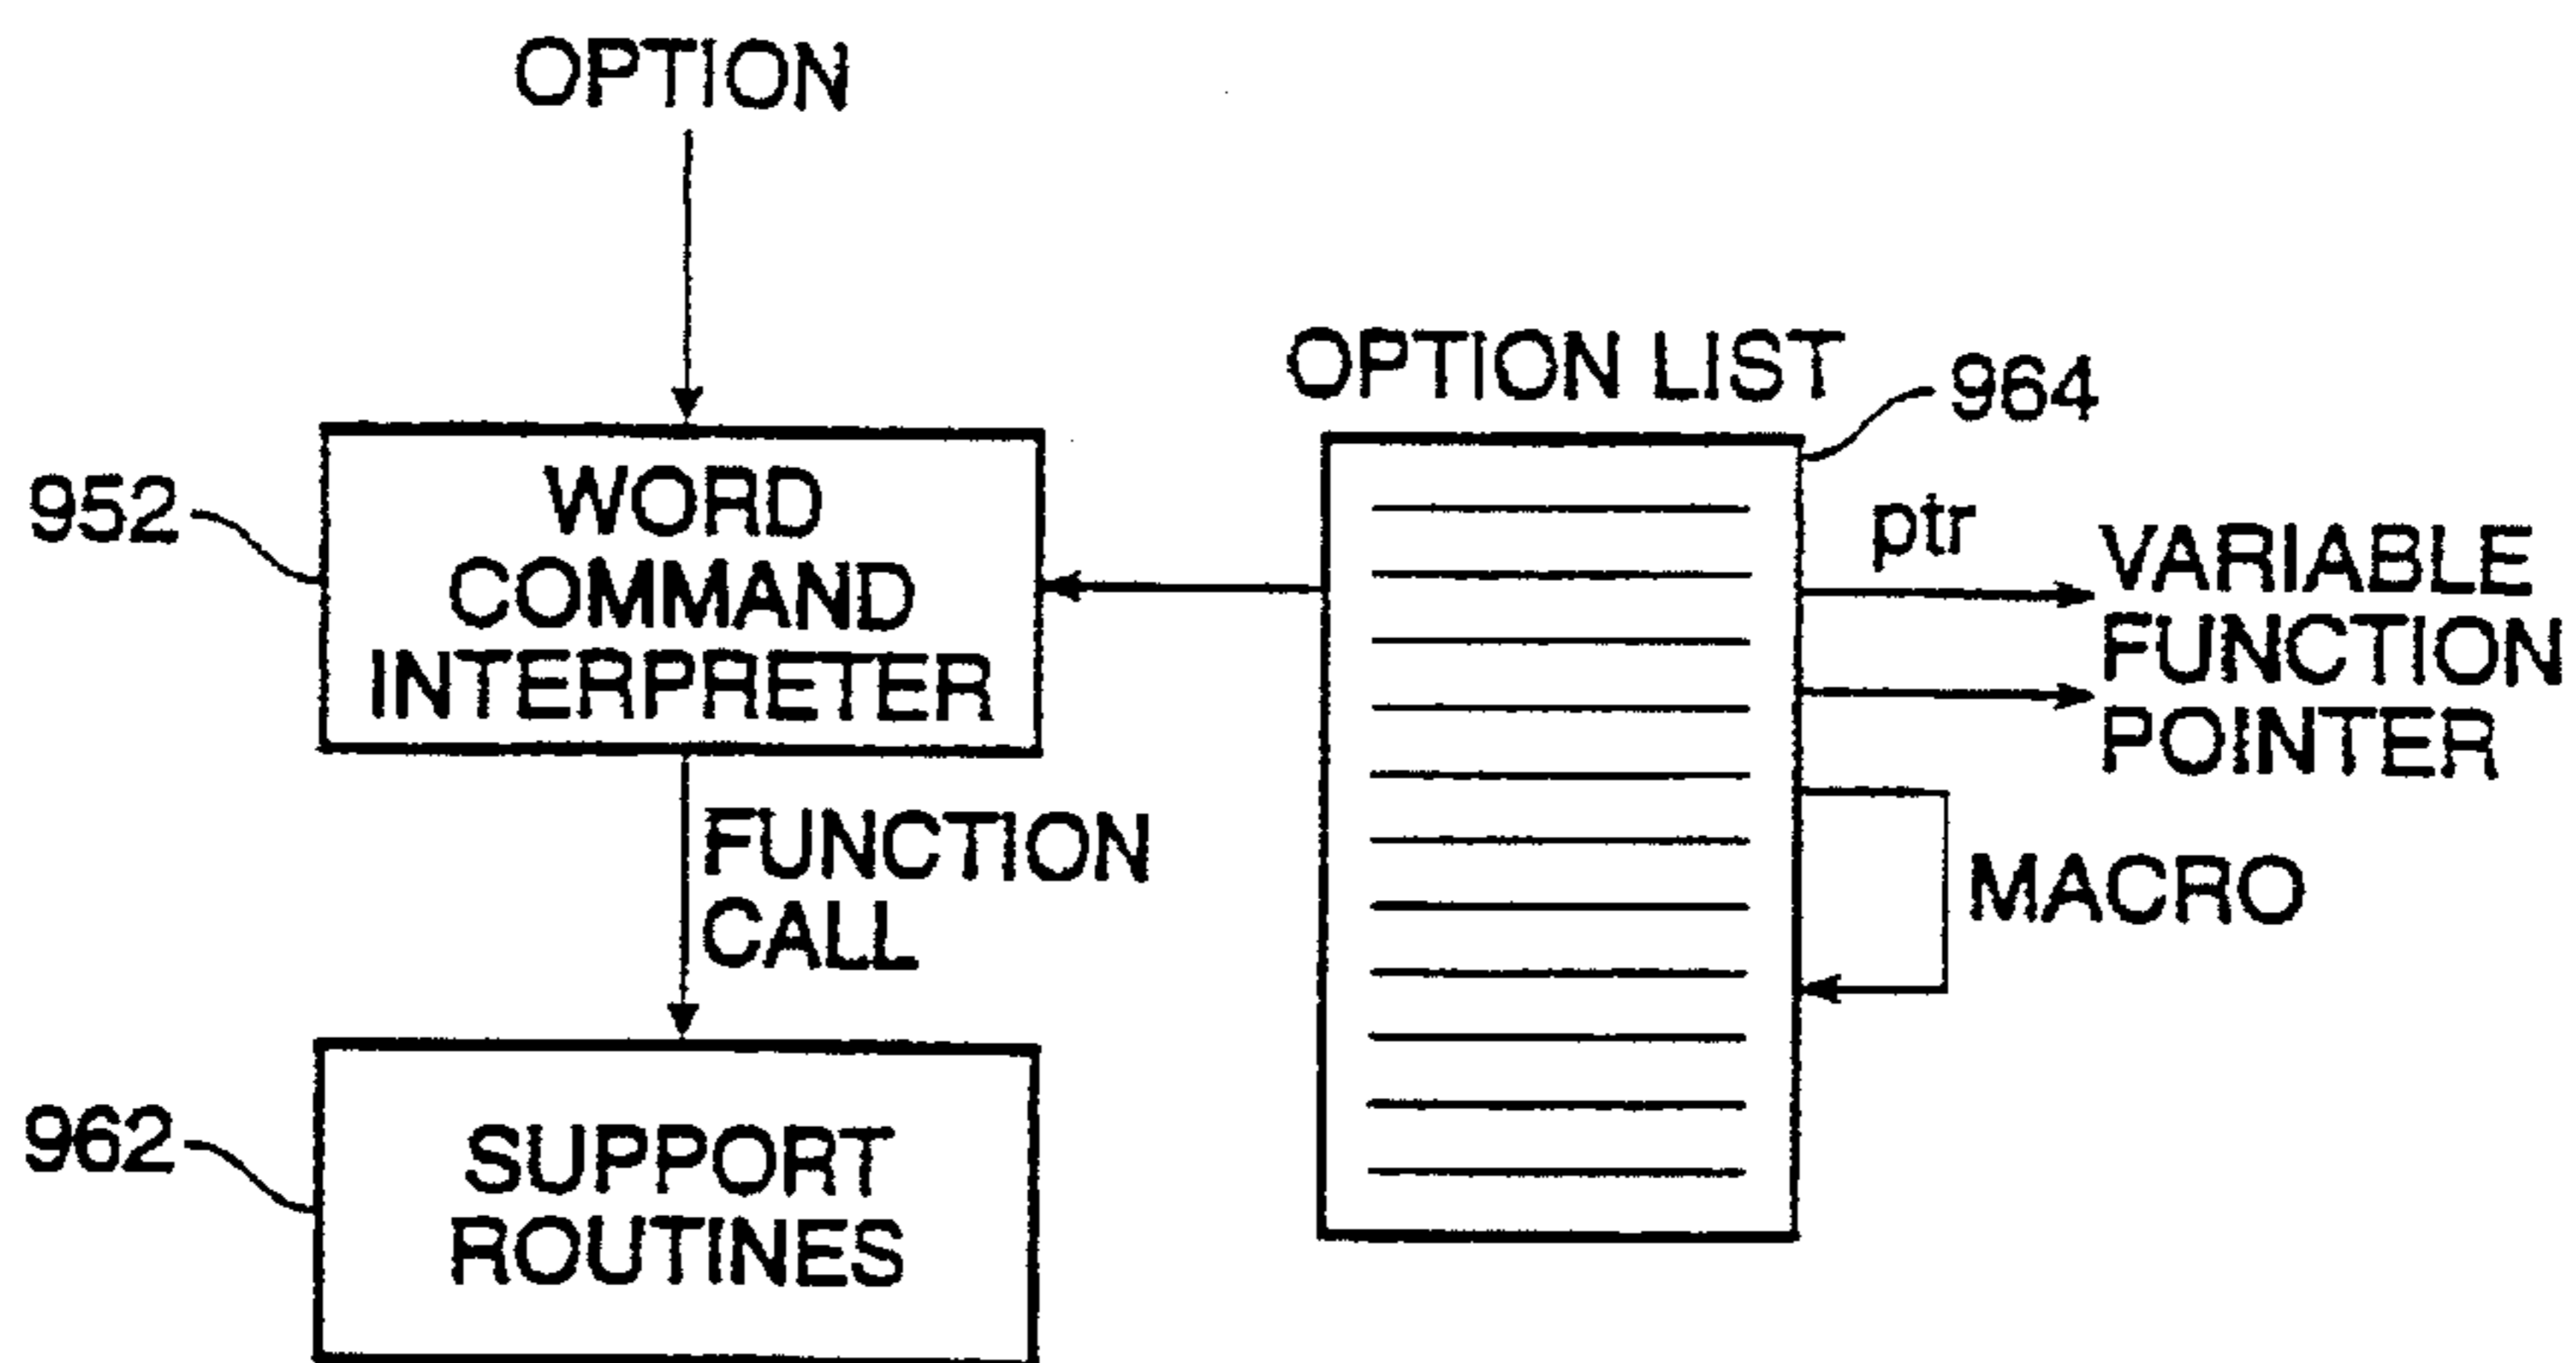 OPTION
952
WORD
COMMAND
INTERPRETER
FUNCTION
CALL
962
SUPPORT
ROUTINES
OPTION LIST
964
ptr
VARIABLE
FUNCTION
POINTER
MACRO